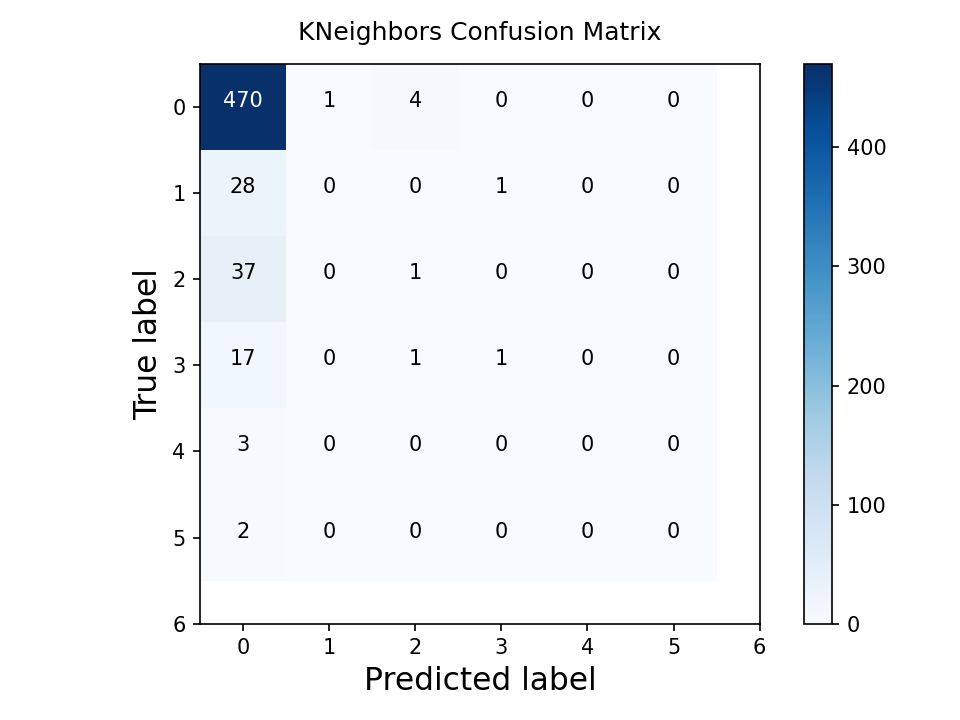 KNeighbors Confusion Matrix
0 470 1 4 0 0 0
1 28 0 0 1 0 0
2 37 0 1 0 0 0
3 17 0 1 1 0 0
4 3 0 0 0 0 0
5 2 0 0 0 0 0
6
0 1 2 3 4 5 6
True label
Predicted label
400
300
200
100
0